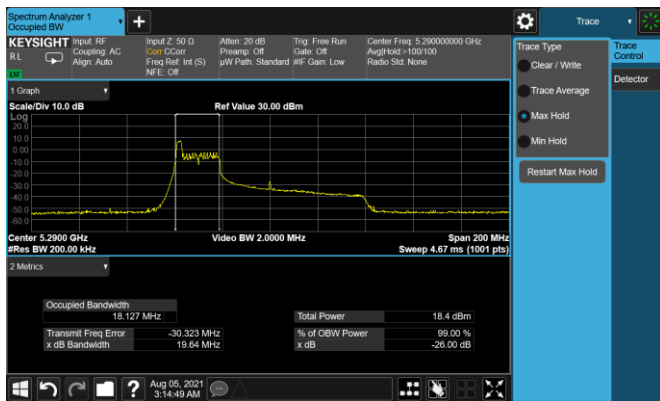 Spectrum Analyzer 1
Occupied BW
+
Trace
KEYSIGHT
R L
LXI
Input: RF
Coupling: AC
Align: Auto
Input Z: 50 Ω
Corr CCorr
Freq Ref: Int (S)
NFE: Off
Atten: 20 dB
Preamp: Off
µW Path: Standard
Trig: Free Run
Gate: Off
#IF Gain: Low
Center Freq: 5.290000000 GHz
Avg|Hold:>100/100
Radio Std: None
1 Graph
Scale/Div 10.0 dB
Ref Value 30.00 dBm
Log
20.0
10.0
0.00
-10.0
-20.0
-30.0
-40.0
-50.0
-60.0
Center 5.2900 GHz
Video BW 2.0000 MHz
Span 200 MHz
#Res BW 200.00 kHz
Sweep 4.67 ms (1001 pts)
2 Metrics
Occupied Bandwidth
18.127 MHz
Total Power 18.4 dBm
Transmit Freq Error -30.323 MHz
% of OBW Power 99.00 %
x dB Bandwidth 19.64 MHz
x dB -26.00 dB
?
Aug 05, 2021
3:14:49 AM
Trace Type
Clear / Write
Trace Average
Max Hold
Min Hold
Restart Max Hold
Trace
Control
Detector